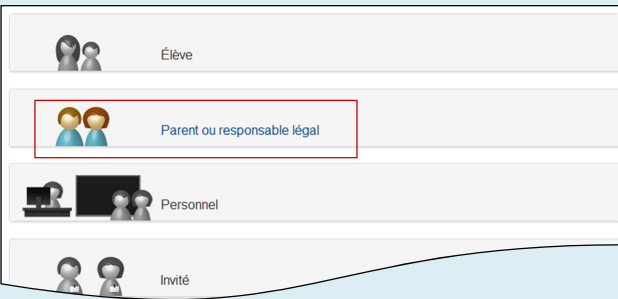 Élève
Parent ou responsable légal
Personnel
Invité